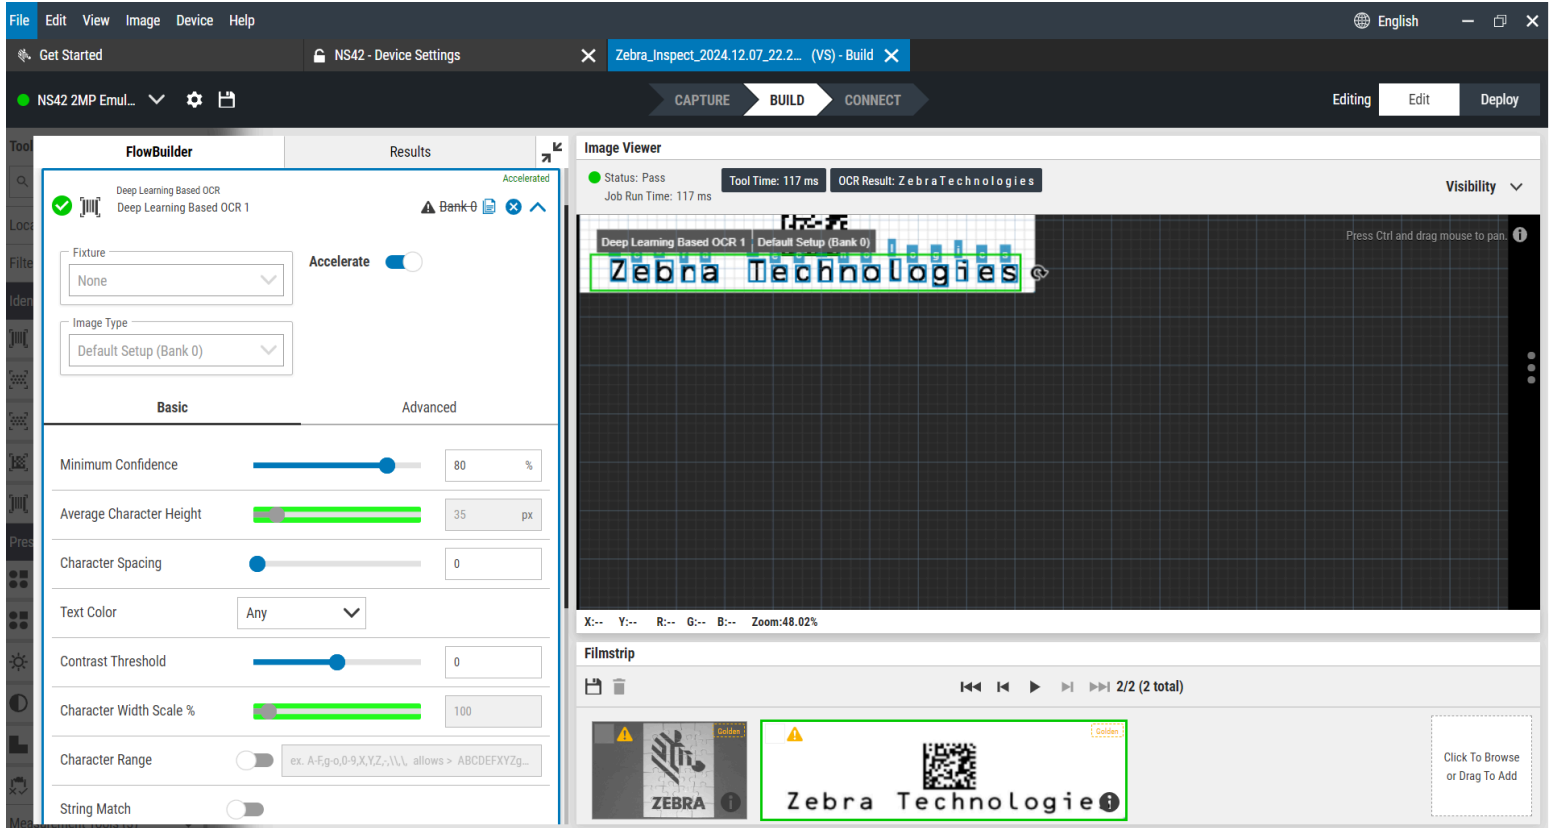 File Edit View Image Device Help English
Get Started NS42 - Device Settings Zebra_Inspect_2024.12.07_22.2... (VS) - Build
NS42 2MP Emul... CAPTURE BUILD CONNECT Editing Edit Deploy
FlowBuilder Results
Deep Learning Based OCR
Deep Learning Based OCR 1
Accelerated
Bank 0
Fixture
None
Accelerate
Image Type
Default Setup (Bank 0)
Basic Advanced
Minimum Confidence 80 %
Average Character Height 35 px
Character Spacing 0
Text Color Any
Contrast Threshold 0
Character Width Scale % 100
Character Range ex. A-F,g-o,0-9,X,Y,Z,-,\\,\, allows > ABCDEFXYZg...
String Match
Image Viewer
Status: Pass
Job Run Time: 117 ms
Tool Time: 117 ms
OCR Result: Z e b r a T e c h n o l o g i e s
Visibility
Press Ctrl and drag mouse to pan.
Deep Learning Based OCR 1 Default Setup (Bank 0)
Zebra Technologies
X:-- Y:-- R:-- G:-- B:-- Zoom:48.02%
Filmstrip
2/2 (2 total)
Golden
ZEBRA
Golden
Zebra Technologie
Click To Browse
or Drag To Add